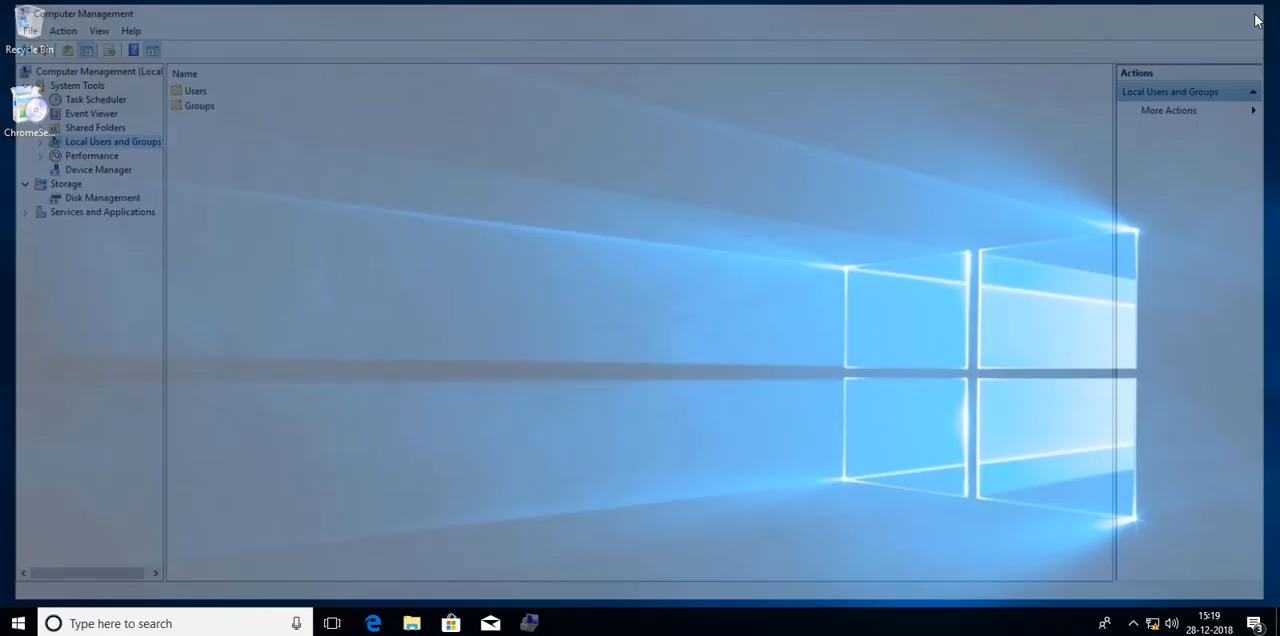 Computer Management
File Action View Help
Recycle Bin
Computer Management (Local
System Tools
Task Scheduler
Event Viewer
Shared Folders
Local Users and Groups
Performance
Device Manager
Storage
Disk Management
Services and Applications
ChromeSe...
Name
Users
Groups
Actions
Local Users and Groups
More Actions
Type here to search
15:19
28-12-2018
3